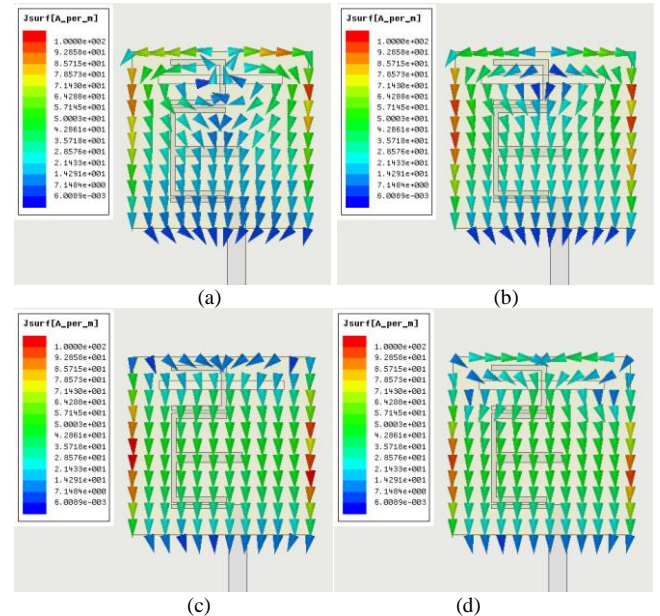 Jsurf[A_per_m]
1.0000e+002
9.2858e+001
8.5715e+001
7.8573e+001
7.1430e+001
6.4288e+001
5.7145e+001
5.0003e+001
4.2861e+001
3.5718e+001
2.8576e+001
2.1433e+001
1.4291e+001
7.1484e+000
6.0089e-003
(a)
Jsurf[A_per_m]
1.0000e+002
9.2858e+001
8.5715e+001
7.8573e+001
7.1430e+001
6.4288e+001
5.7145e+001
5.0003e+001
4.2861e+001
3.5718e+001
2.8576e+001
2.1433e+001
1.4291e+001
7.1484e+000
6.0089e-003
(b)
Jsurf[A_per_m]
1.0000e+002
9.2858e+001
8.5715e+001
7.8573e+001
7.1430e+001
6.4288e+001
5.7145e+001
5.0003e+001
4.2861e+001
3.5718e+001
2.8576e+001
2.1433e+001
1.4291e+001
7.1484e+000
6.0089e-003
(c)
Jsurf[A_per_m]
1.0000e+002
9.2858e+001
8.5715e+001
7.8573e+001
7.1430e+001
6.4288e+001
5.7145e+001
5.0003e+001
4.2861e+001
3.5718e+001
2.8576e+001
2.1433e+001
1.4291e+001
7.1484e+000
6.0089e-003
(d)